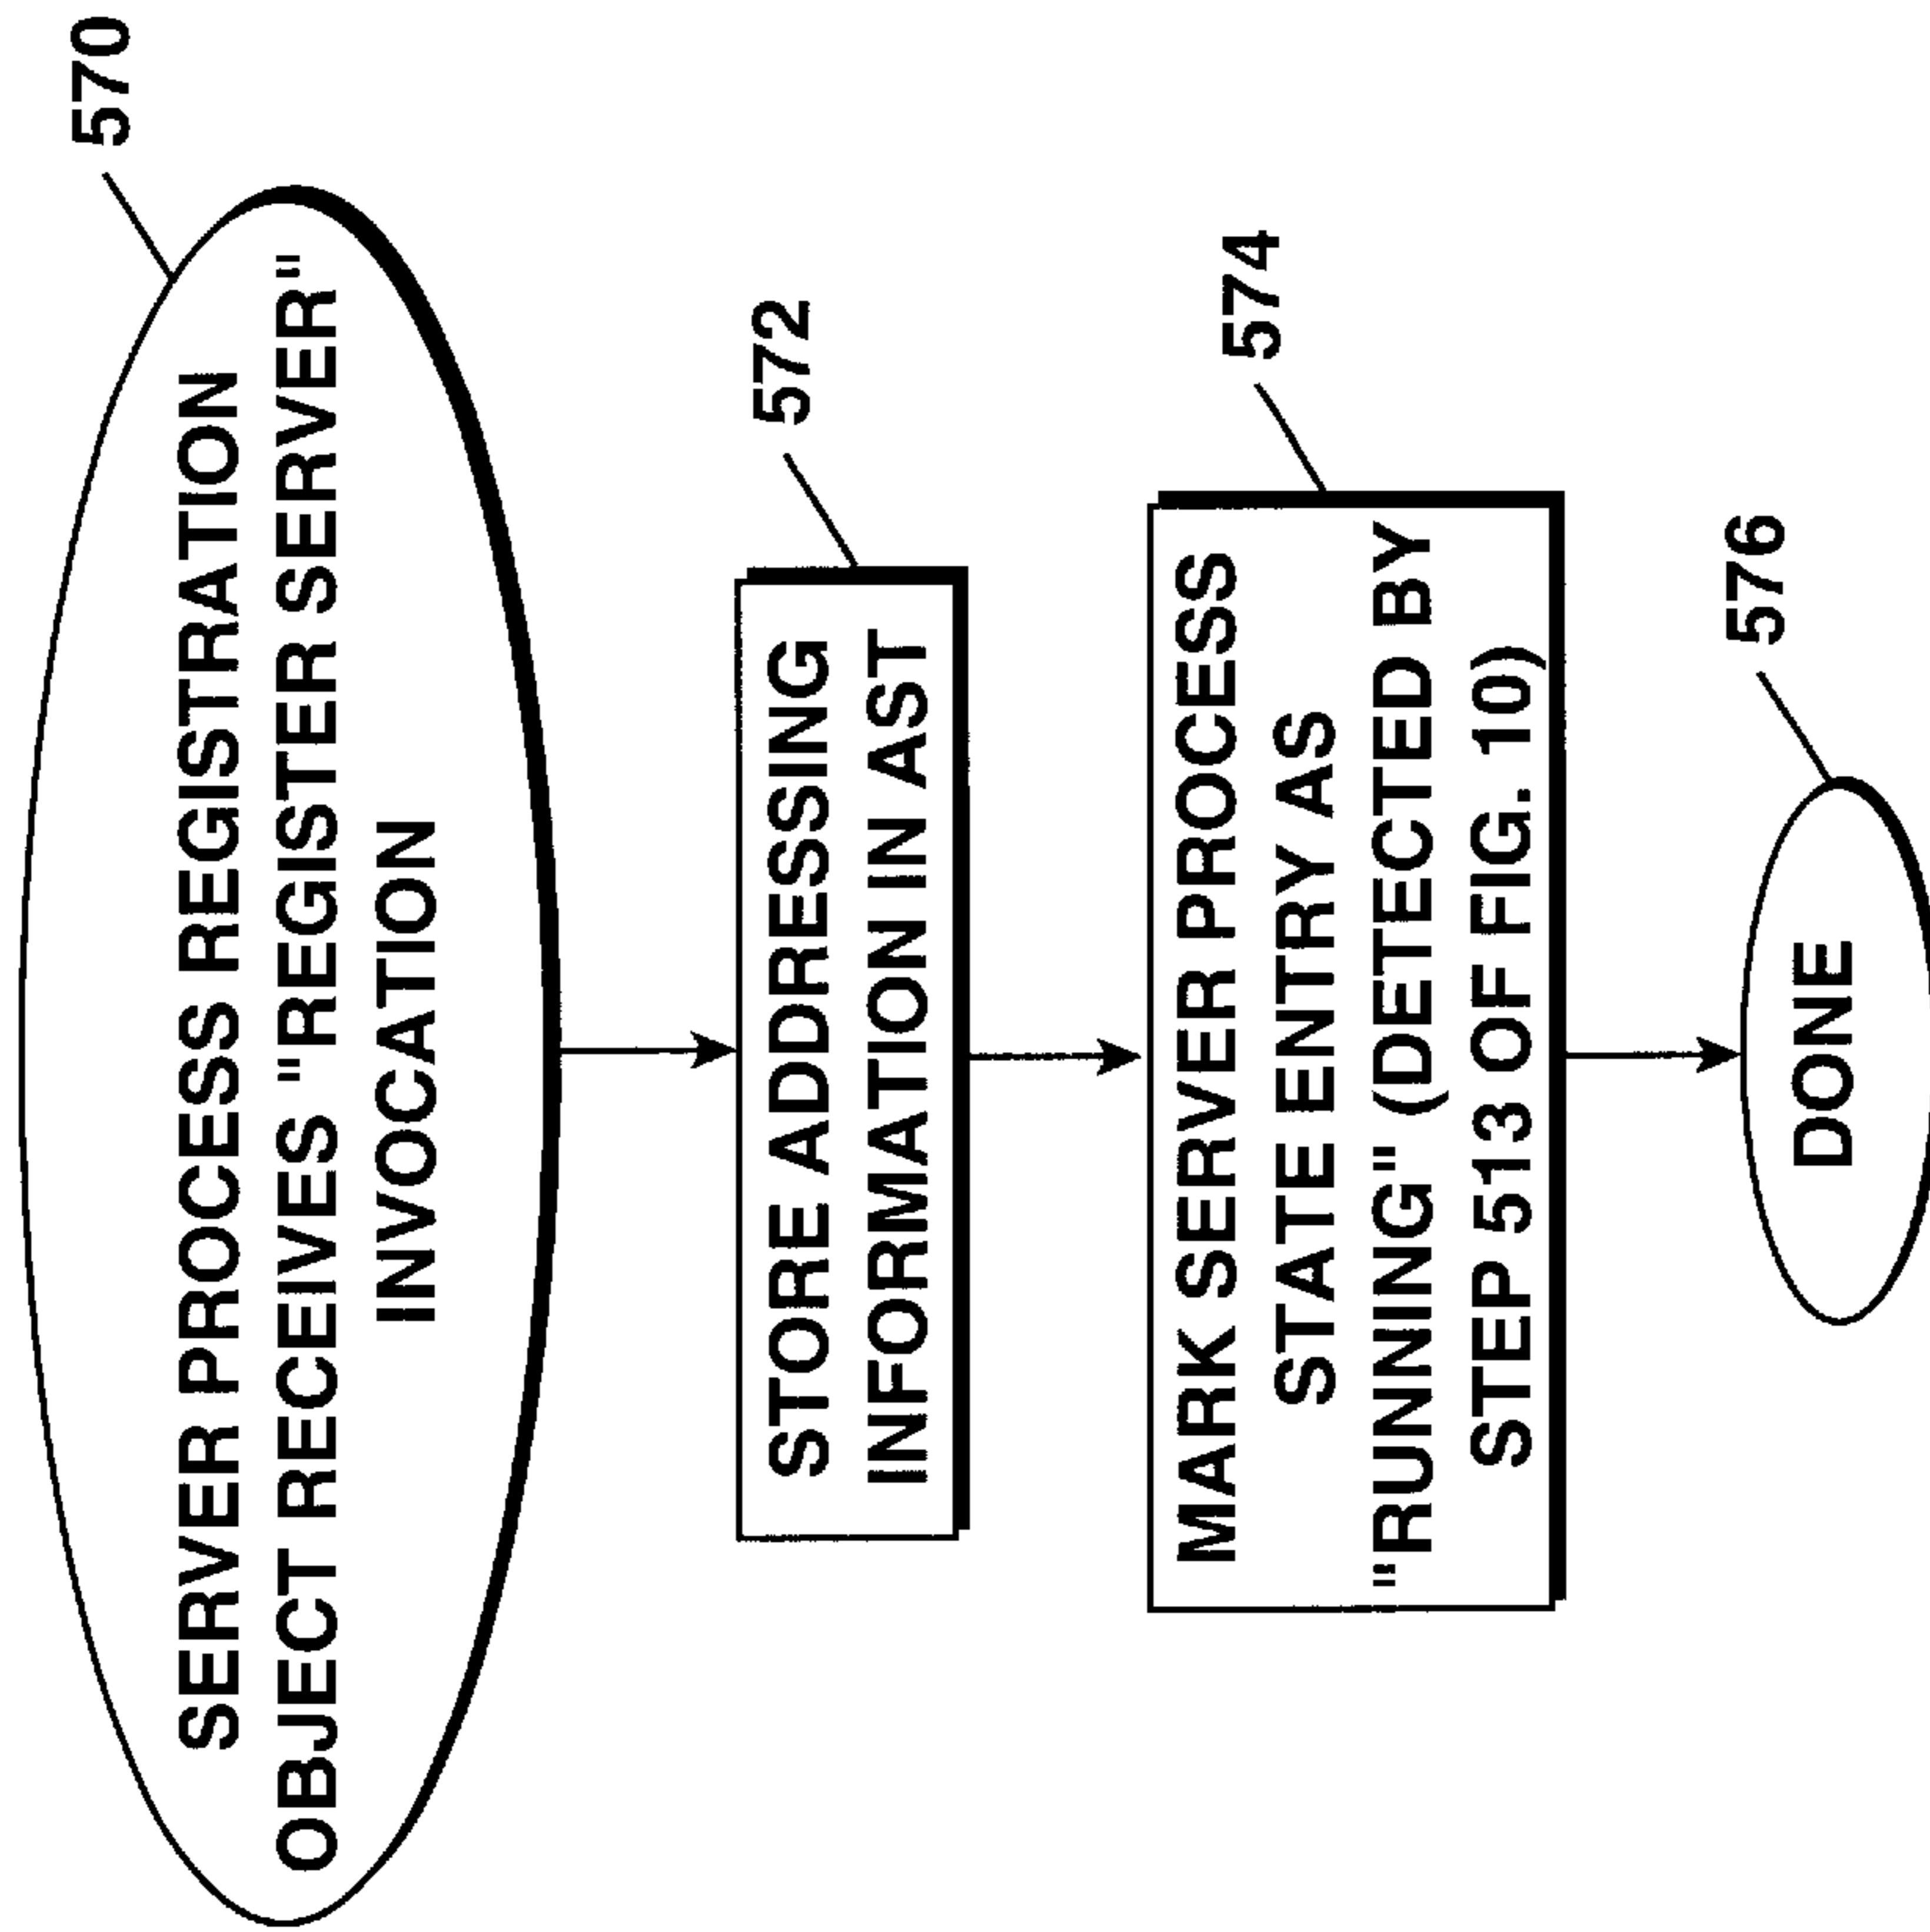 570
SERVER PROCESS REGISTRATION
OBJECT RECEIVES "REGISTER SERVER"
INVOCATION
572
STORE ADDRESSING
INFORMATION IN AST
574
MARK SERVER PROCESS
STATE ENTRY AS
"RUNNING" (DETECTED BY
STEP 513 OF FIG. 10)
576
DONE